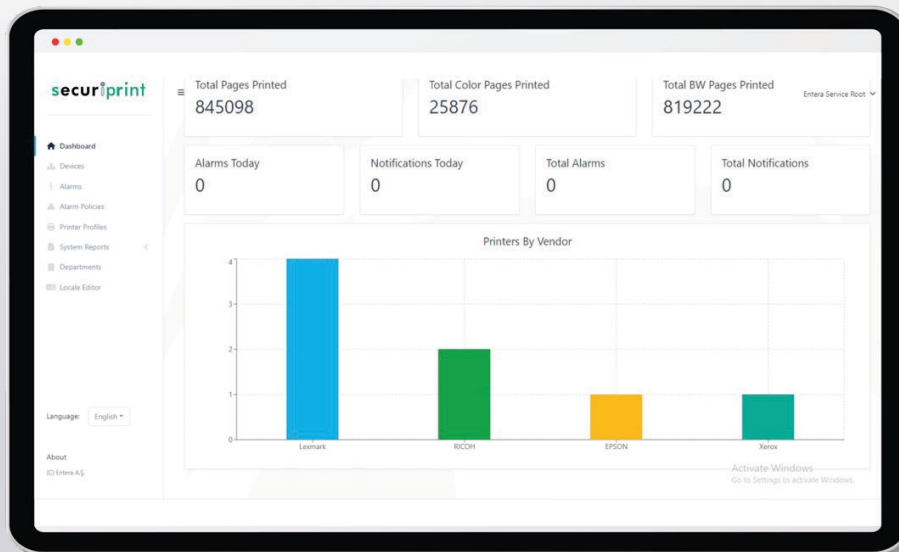 securiprint
Total Pages Printed
845098
Total Color Pages Printed
25876
Total BW Pages Printed
819222
Entera Service Root
Dashboard
Devices
Alarms
Alarm Policies
Printer Profiles
System Reports
Departments
Locale Editor
Alarms Today
0
Notifications Today
0
Total Alarms
0
Total Notifications
0
Printers By Vendor
4
3
2
1
0
Lexmark
RICOH
EPSON
Xerox
Language: English
About
(C) Entera A.Ş.
Activate Windows
Go to Settings to activate Windows.